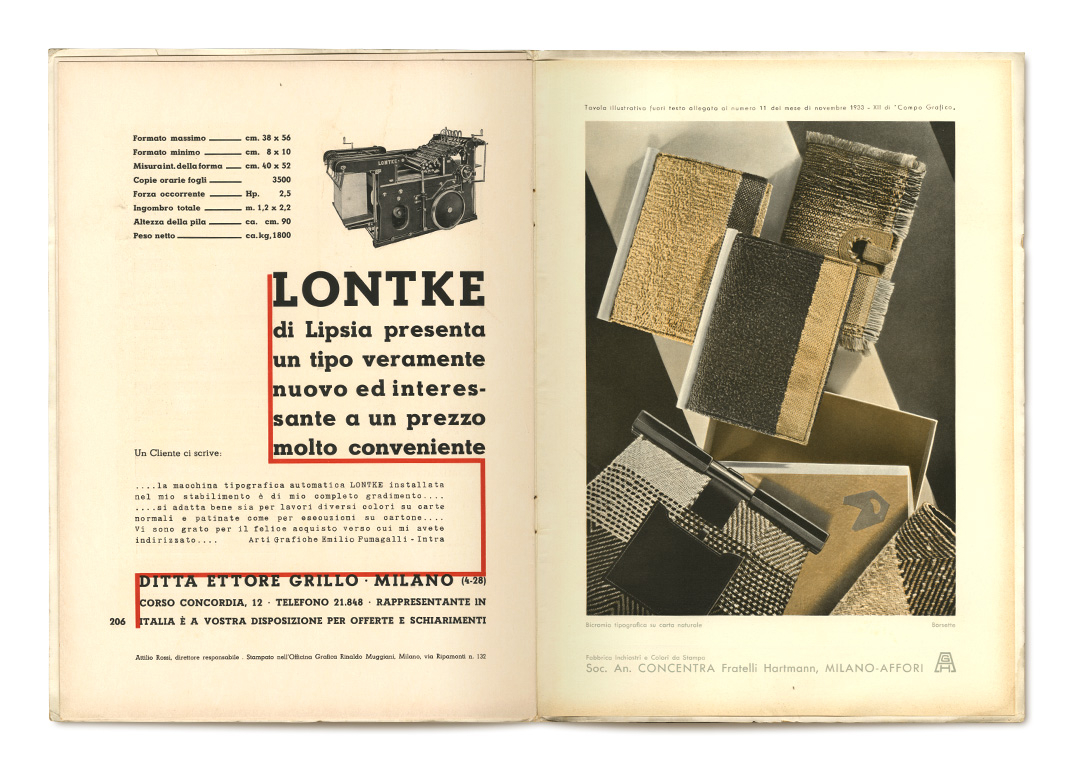 Formato massimo cm. 38 x 56
Formato minimo cm. 8 x 10
Misura int. della forma cm. 40 x 52
Copie orarie fogli 3500
Forza occorrente Hp. 2,5
Ingombro totale m. 1,2 x 2,2
Altezza della pila ca. cm. 90
Peso netto ca. kg. 1800
LONTKE
LONTKE
di Lipsia presenta
un tipo veramente
nuovo ed interes-
sante a un prezzo
molto conveniente
Un Cliente ci scrive:
....la macchina tipografica automatica LONTKE installata
nel mio stabilimento è di mio completo gradimento....
....si adatta bene sia per lavori diversi colori su carte
normali e patinate come per esecuzioni su cartone....
Vi sono grato per il felice acquisto verso cui mi avete
indirizzato.... Arti Grafiche Emilio Fumagalli - Intra
DITTA ETTORE GRILLO · MILANO (4-28)
CORSO CONCORDIA, 12 · TELEFONO 21.848 · RAPPRESENTANTE IN
206 ITALIA È A VOSTRA DISPOSIZIONE PER OFFERTE E SCHIARIMENTI
Attilio Rossi, direttore responsabile . Stampato nell'Officina Grafica Rinaldo Muggiani, Milano, via Ripamonti n. 132
Tavola illustrativa fuori testo allegata al numero 11 del mese di novembre 1933 - XII di "Campo Grafico„
Bicromia tipografica su carta naturale Borsette
Fabbrica Inchiostri e Colori da Stampa
Soc. An. CONCENTRA Fratelli Hartmann, MILANO-AFFORI